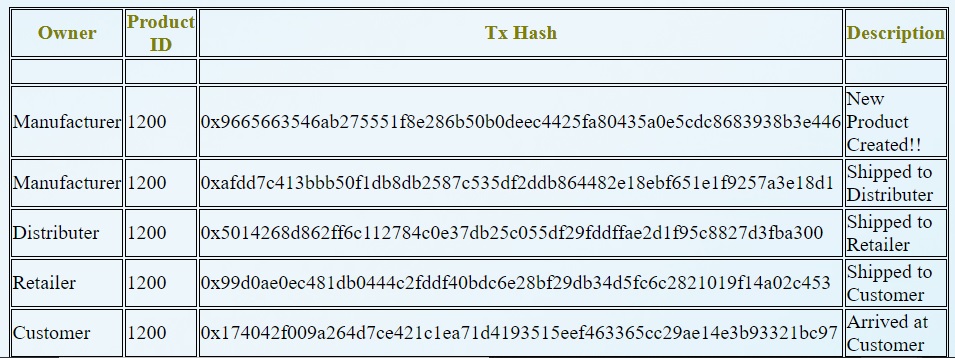 Owner Product ID Tx Hash Description
Manufacturer 1200 0x9665663546ab275551f8e286b50b0deec4425fa80435a0e5cdc8683938b3e446 New Product Created!!
Manufacturer 1200 0xafdd7c413bbb50f1db8db2587c535df2ddb864482e18ebf651e1f9257a3e18d1 Shipped to Distributer
Distributer 1200 0x5014268d862ff6c112784c0e37db25c055df29fddffae2d1f95c8827d3fba300 Shipped to Retailer
Retailer 1200 0x99d0ae0ec481db0444c2fddf40bdc6e28bf29db34d5fc6c2821019f14a02c453 Shipped to Customer
Customer 1200 0x174042f009a264d7ce421c1ea71d4193515eef463365cc29ae14e3b93321bc97 Arrived at Customer